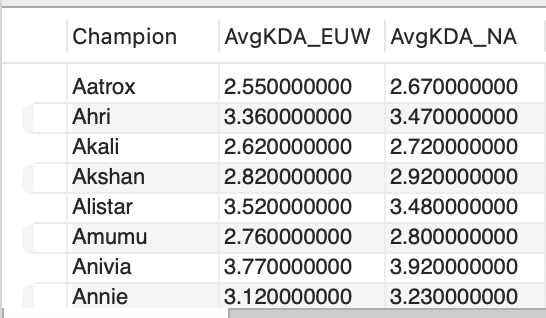 Champion AvgKDA_EUW AvgKDA_NA
Aatrox 2.550000000 2.670000000
Ahri 3.360000000 3.470000000
Akali 2.620000000 2.720000000
Akshan 2.820000000 2.920000000
Alistar 3.520000000 3.480000000
Amumu 2.760000000 2.800000000
Anivia 3.770000000 3.920000000
Annie 3.120000000 3.230000000